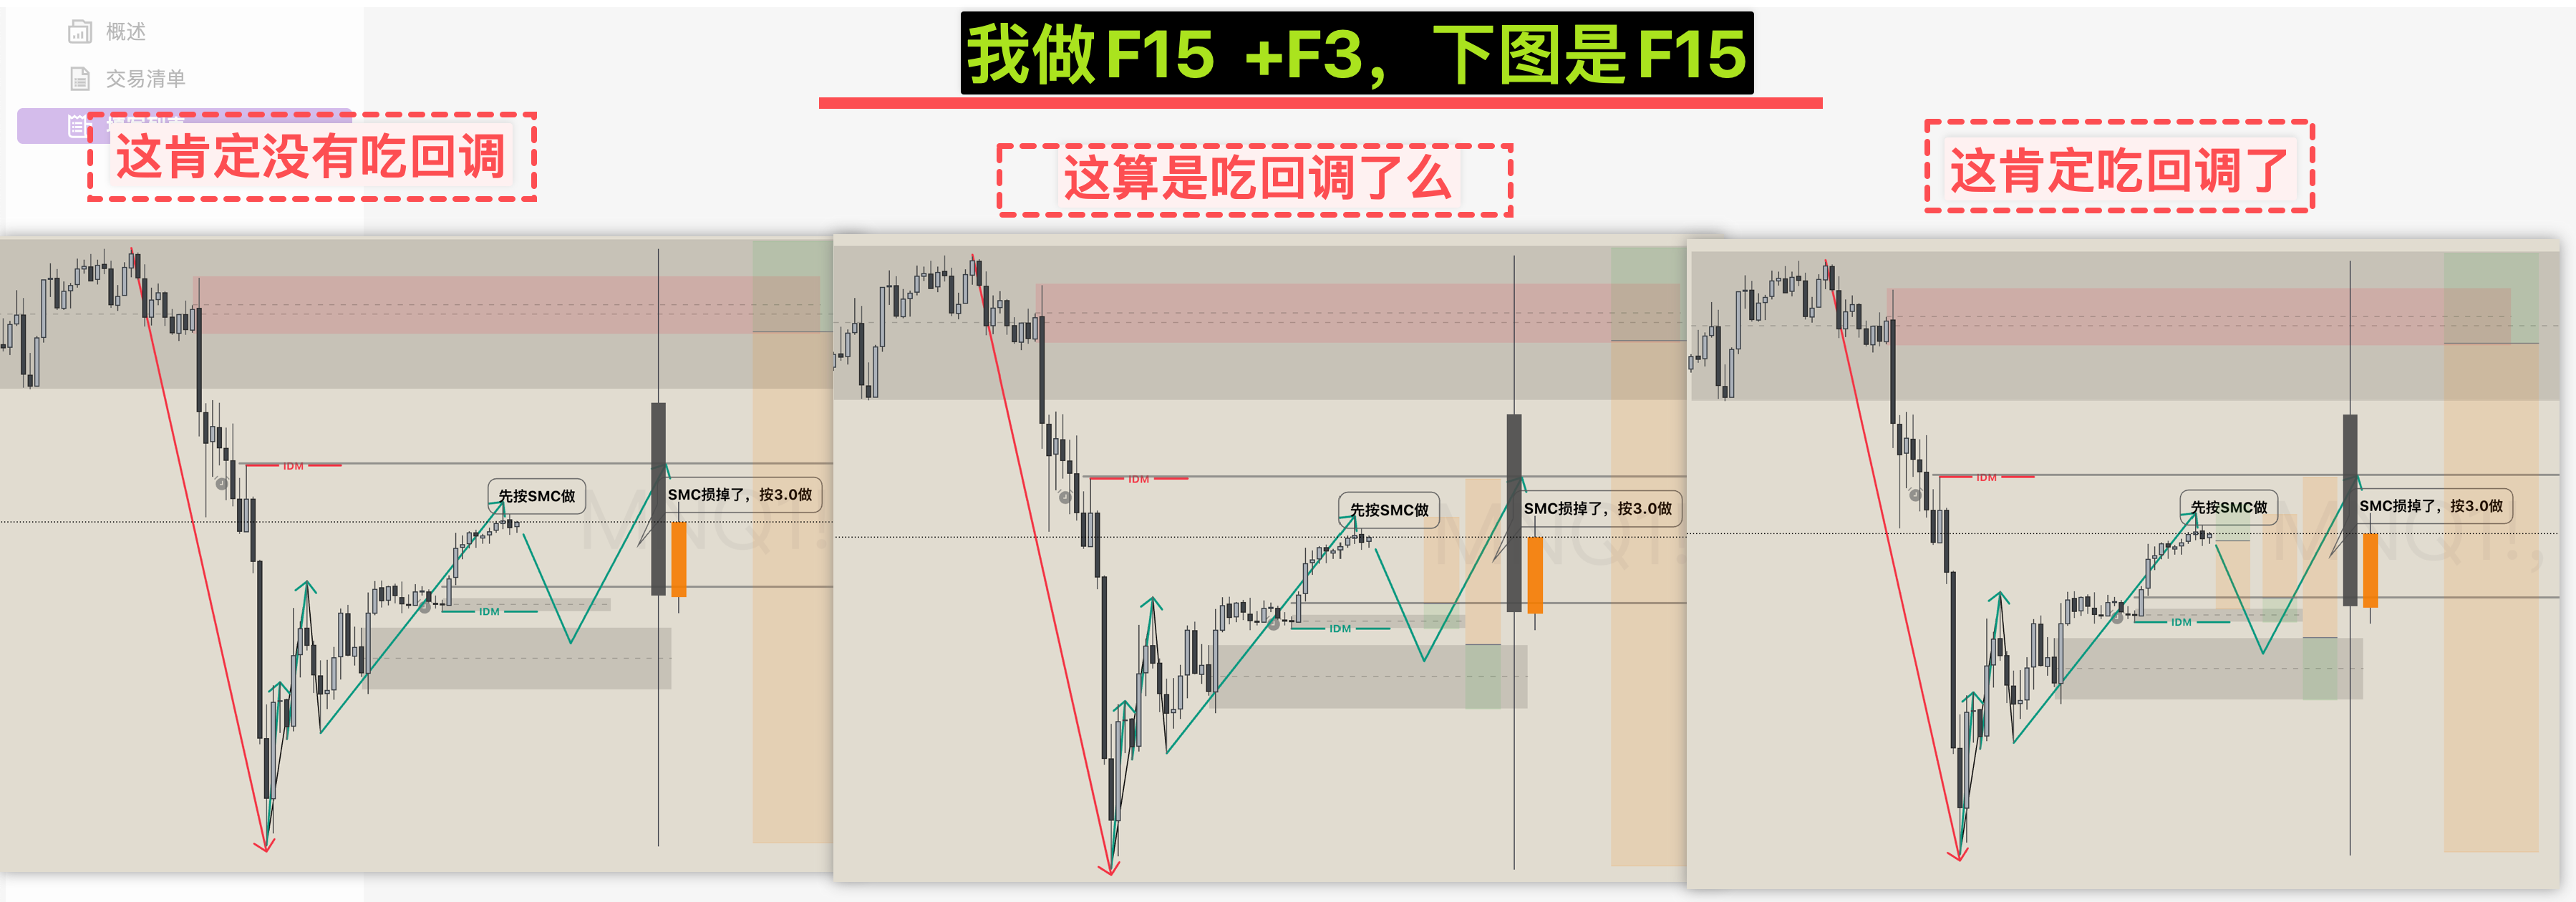 概述
交易清单
我做F15 +F3，下图是F15
这肯定没有吃回调
这算是吃回调了么
这肯定吃回调了
IDM
先按SMC做
SMC损掉了，按3.0做
IDM
IDM
先按SMC做
SMC损掉了，按3.0做
IDM
IDM
先按SMC做
SMC损掉了，按3.0做
IDM